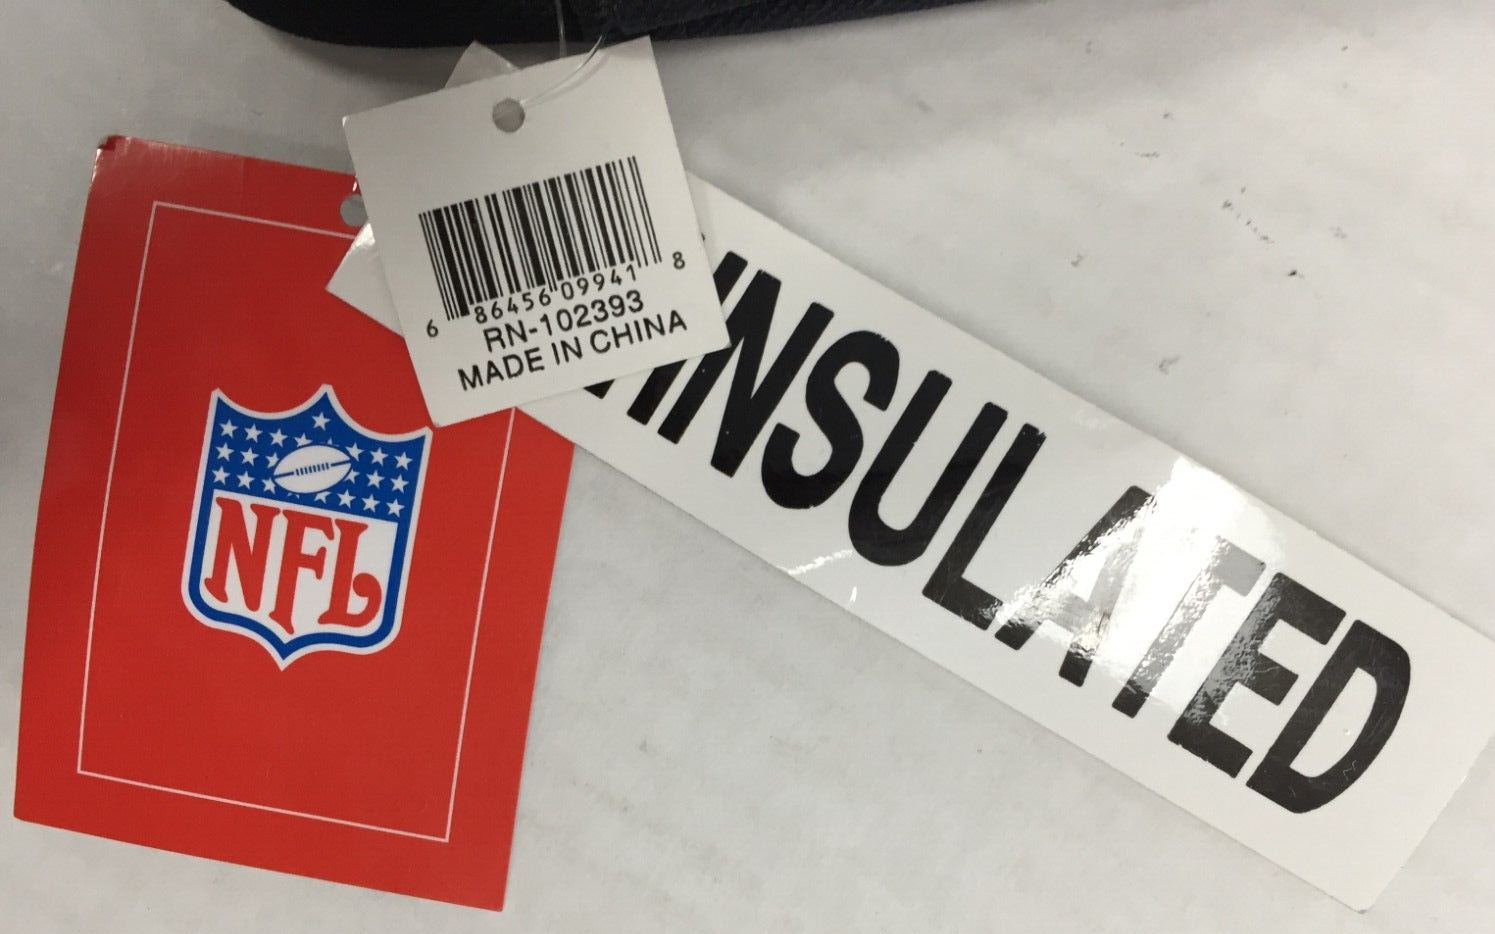 6 86456 09941 8
RN-102393
MADE IN CHINA
NFL
INSULATED